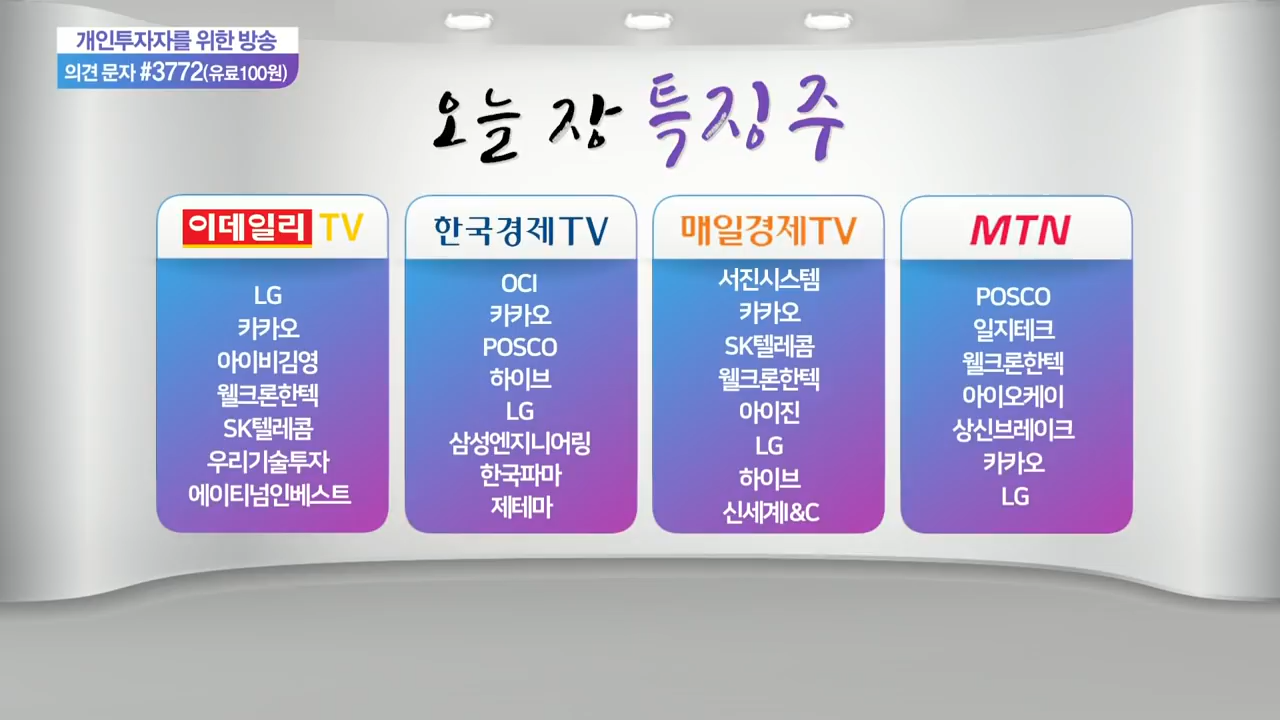 개인투자자를 위한 방송
의견 문자 #3772(유료100원)
오늘 장 특징주
이데일리 TV
LG
카카오
아이비김영
웰크론한텍
SK텔레콤
우리기술투자
에이티넘인베스트
한국경제TV
OCI
카카오
POSCO
하이브
LG
삼성엔지니어링
한국파마
제테마
매일경제TV
서진시스템
카카오
SK텔레콤
웰크론한텍
아이진
LG
하이브
신세계I&C
MTN
POSCO
일지테크
웰크론한텍
아이오케이
상신브레이크
카카오
LG